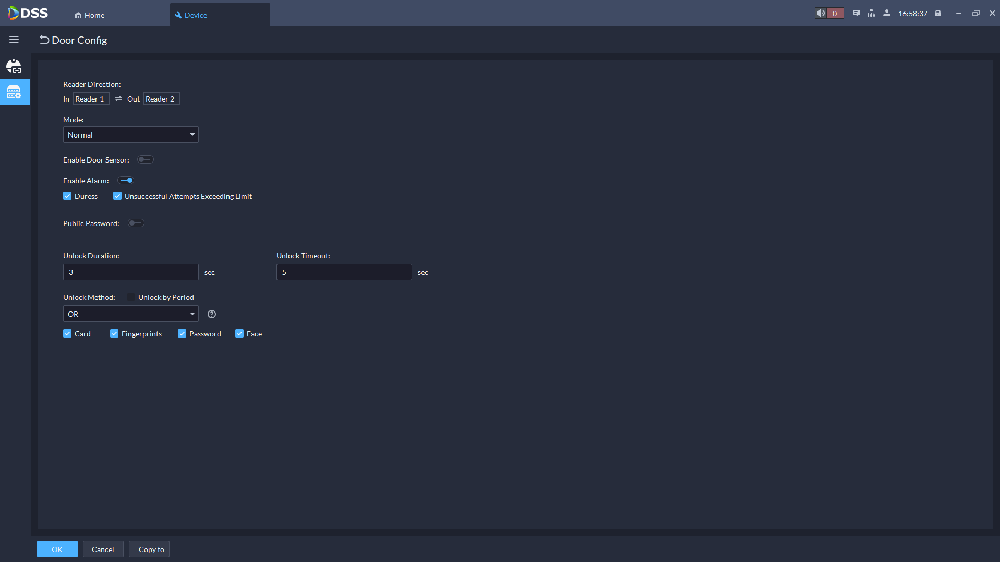 DSS
Home
Device
0
16:58:37
Door Config
Reader Direction:
In Reader 1 Out Reader 2
Mode:
Normal
Enable Door Sensor:
Enable Alarm:
Duress Unsuccessful Attempts Exceeding Limit
Public Password:
Unlock Duration: Unlock Timeout:
3 sec 5 sec
Unlock Method: Unlock by Period
OR ?
Card Fingerprints Password Face
OK Cancel Copy to